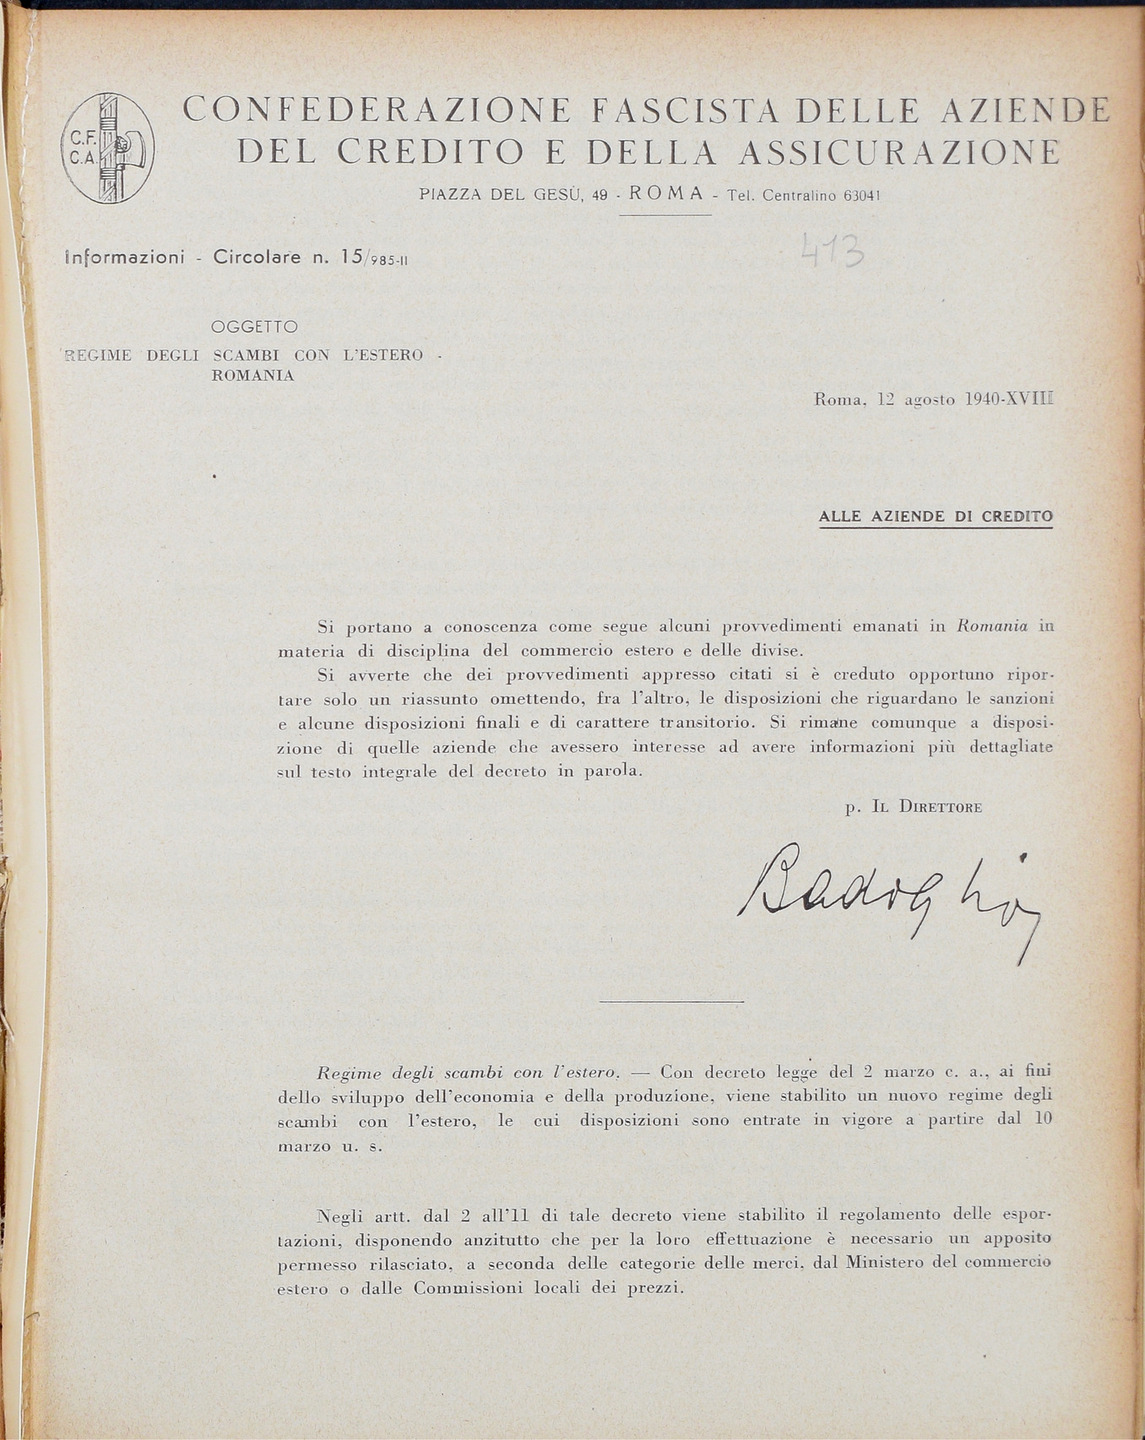 C.F.
C.A.
CONFEDERAZIONE FASCISTA DELLE AZIENDE
DEL CREDITO E DELLA ASSICURAZIONE
PIAZZA DEL GESÙ, 49 - ROMA - Tel. Centralino 63041
Informazioni - Circolare n. 15/985-II
413
OGGETTO
REGIME DEGLI SCAMBI CON L'ESTERO -
ROMANIA
Roma, 12 agosto 1940-XVIII
ALLE AZIENDE DI CREDITO
Si portano a conoscenza come segue alcuni provvedimenti emanati in Romania in
materia di disciplina del commercio estero e delle divise.
Si avverte che dei provvedimenti appresso citati si è creduto opportuno ripor-
tare solo un riassunto omettendo, fra l'altro, le disposizioni che riguardano le sanzioni
e alcune disposizioni finali e di carattere transitorio. Si rimane comunque a disposi-
zione di quelle aziende che avessero interesse ad avere informazioni più dettagliate
sul testo integrale del decreto in parola.
p. IL DIRETTORE
Badoglio
Regime degli scambi con l'estero. — Con decreto legge del 2 marzo c. a., ai fini
dello sviluppo dell'economia e della produzione, viene stabilito un nuovo regime degli
scambi con l'estero, le cui disposizioni sono entrate in vigore a partire dal 10
marzo u. s.
Negli artt. dal 2 all'11 di tale decreto viene stabilito il regolamento delle espor-
tazioni, disponendo anzitutto che per la loro effettuazione è necessario un apposito
permesso rilasciato, a seconda delle categorie delle merci, dal Ministero del commercio
estero o dalle Commissioni locali dei prezzi.